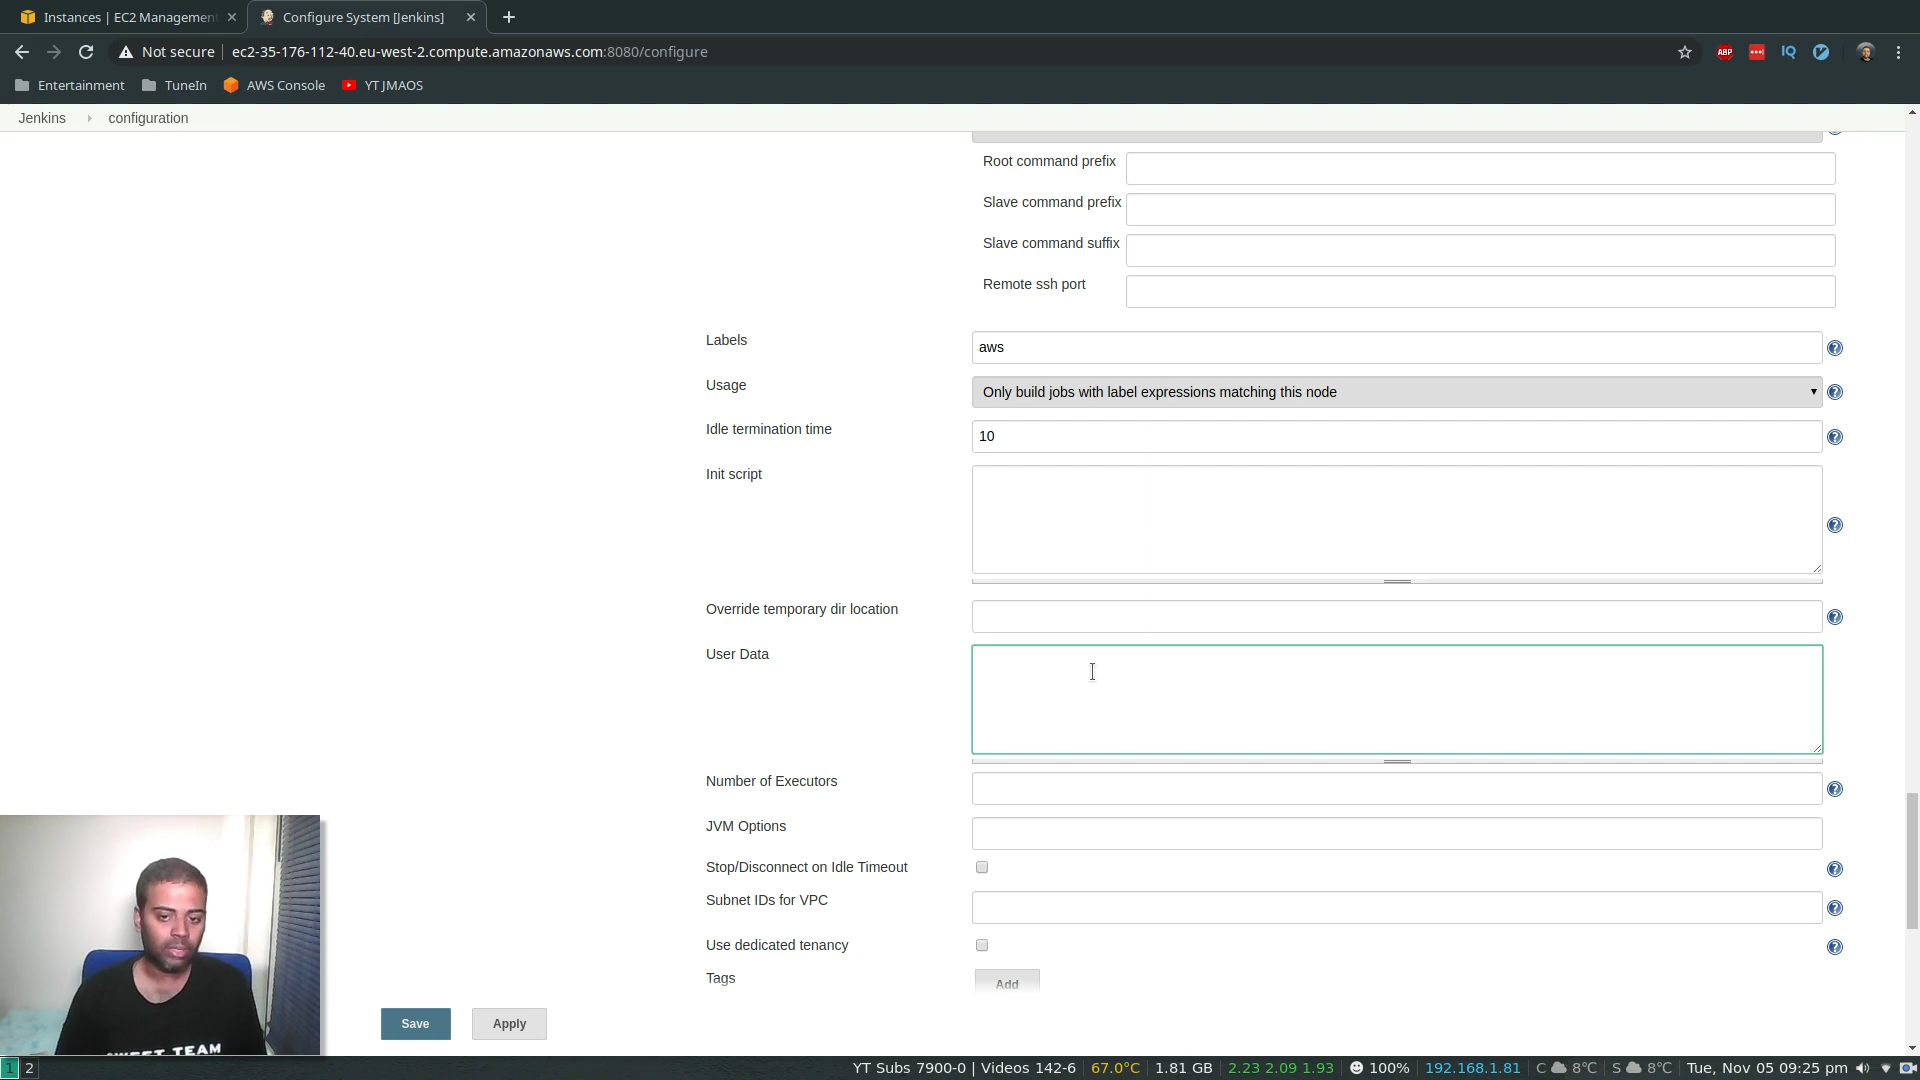 Instances | EC2 Management
Configure System [Jenkins]
Not secure
ec2-35-176-112-40.eu-west-2.compute.amazonaws.com:8080/configure
ABP
IQ
Entertainment
TuneIn
AWS Console
YT JMAOS
Jenkins
configuration
Root command prefix
Slave command prefix
Slave command suffix
Remote ssh port
Labels
aws
Usage
Only build jobs with label expressions matching this node
Idle termination time
10
Init script
Override temporary dir location
User Data
Number of Executors
JVM Options
Stop/Disconnect on Idle Timeout
Subnet IDs for VPC
Use dedicated tenancy
Tags
Add
Save
Apply
TEAM
1
2
YT Subs 7900-0 | Videos 142-6
67.0°C
1.81 GB
2.23 2.09 1.93
100%
192.168.1.81
C 8°C
S 8°C
Tue, Nov 05 09:25 pm